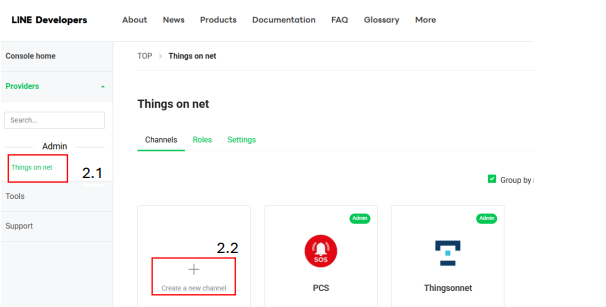 LINE Developers
About News Products Documentation FAQ Glossary More
Console home
TOP > Things on net
Providers
Things on net
Search...
Admin
Channels Roles Settings
Things on net
2.1
Group by
Tools
Support
Admin
Admin
2.2
SOS
Create a new channel
PCS
Thingsonnet